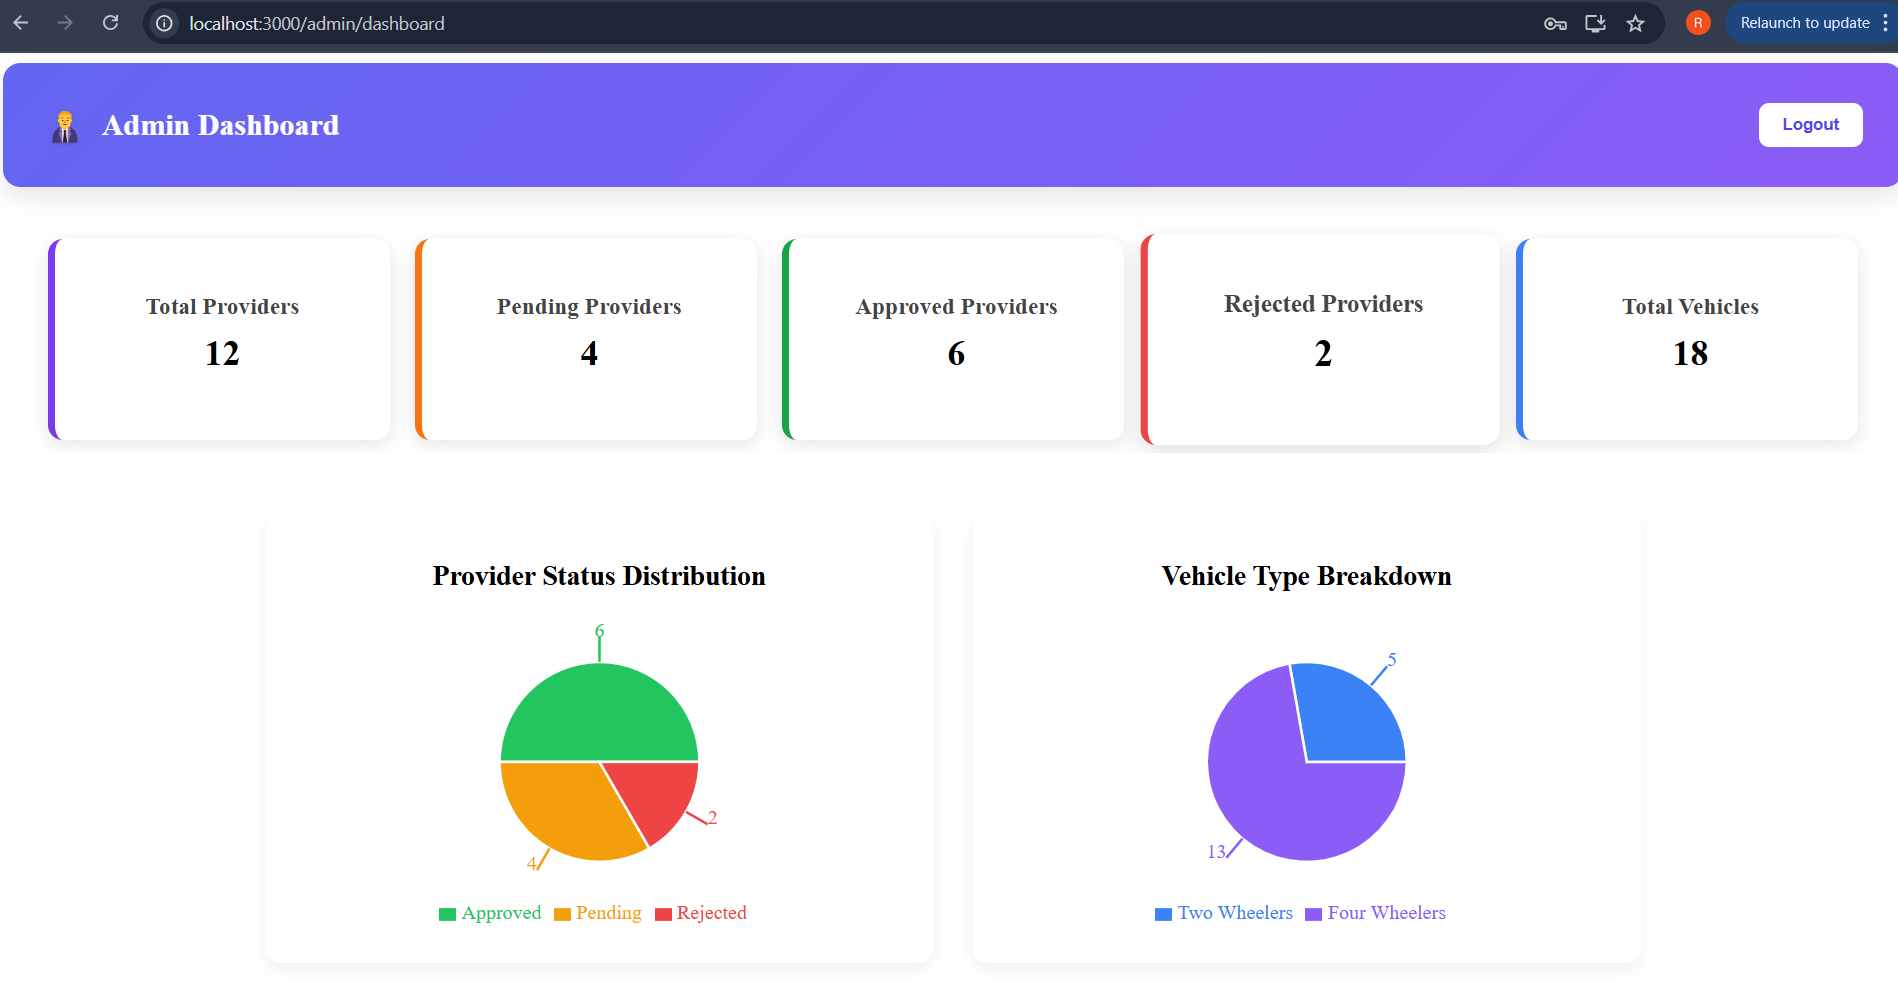 localhost:3000/admin/dashboard
R
Relaunch to update
Admin Dashboard
Logout
Total Providers
12
Pending Providers
4
Approved Providers
6
Rejected Providers
2
Total Vehicles
18
Provider Status Distribution
6
2
4
Approved Pending Rejected
Vehicle Type Breakdown
5
13
Two Wheelers Four Wheelers